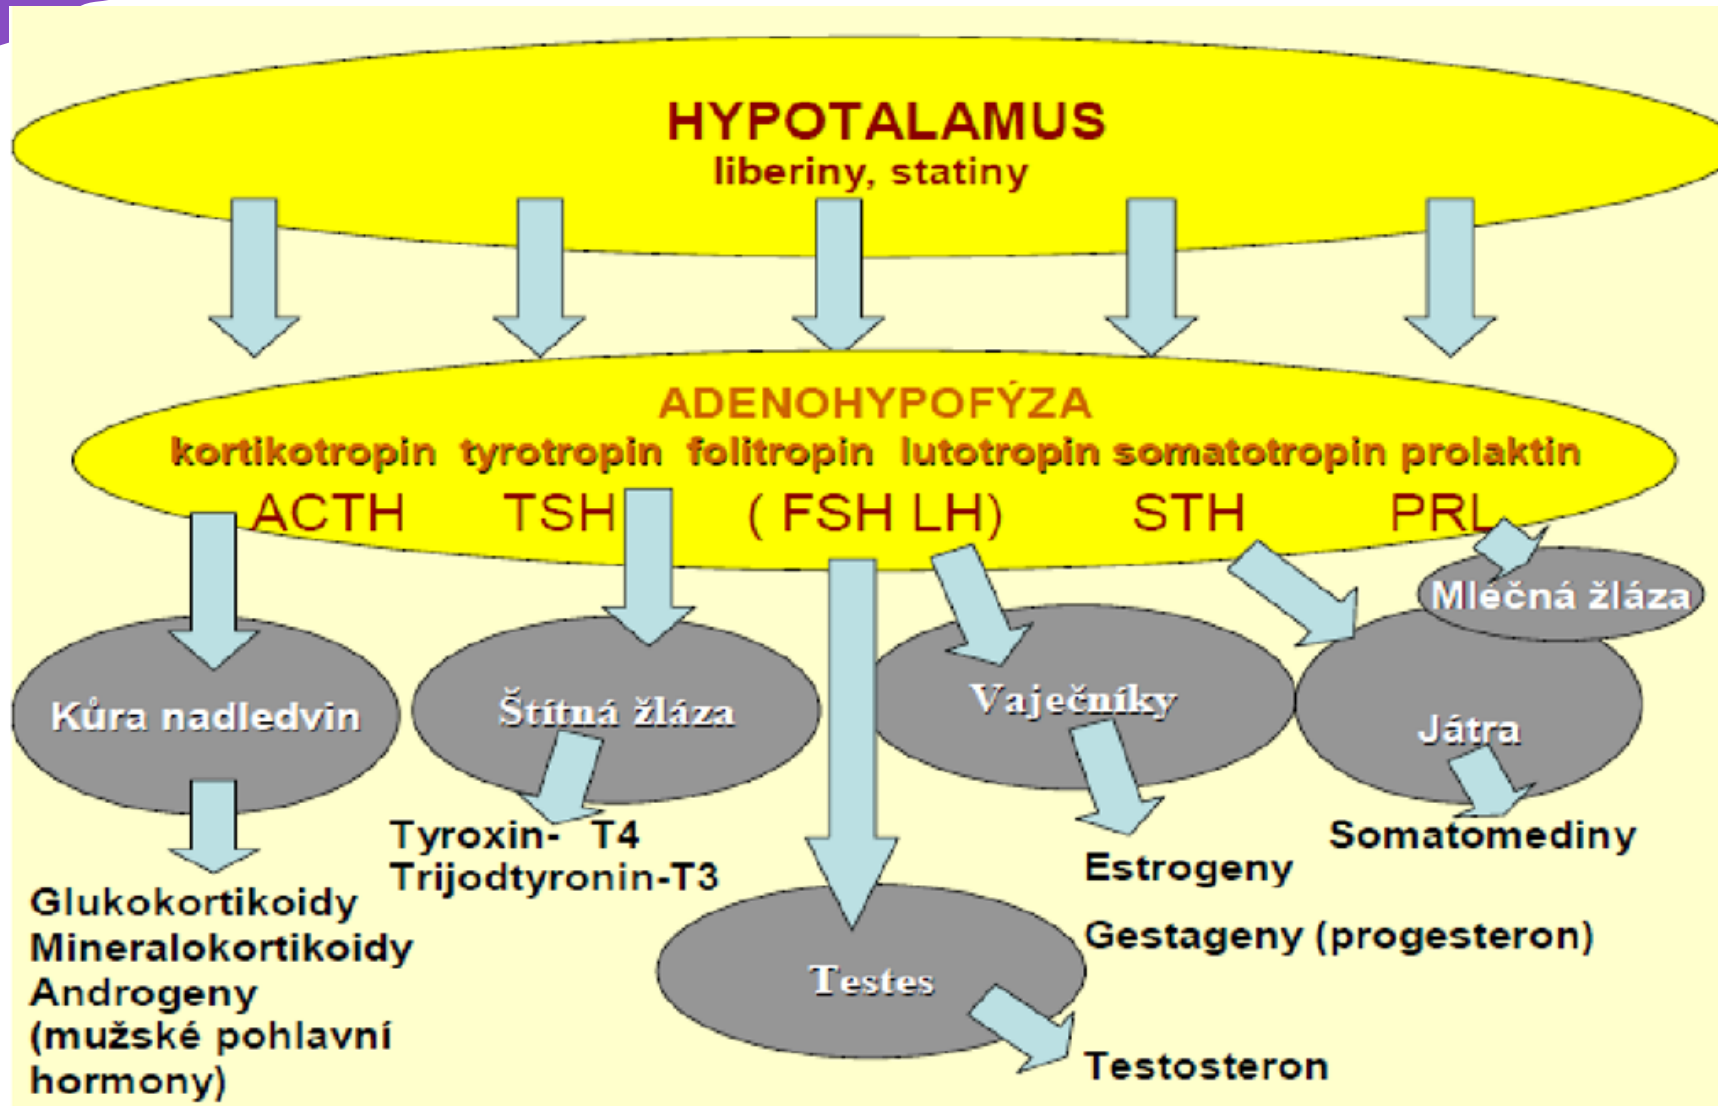 HYPOTALAMUS
liberiny, statiny
ADENOHYPOFÝZA
kortikotropin tyrotropin folitropin lutotropin somatotropin prolaktin
ACTH TSH ( FSH LH) STH PRL
Mléčná žláza
Kůra nadledvin
Štítná žláza
Vaječníky
Játra
Tyroxin- T4
Trijodtyronin-T3
Somatomediny
Estrogeny
Gestageny (progesteron)
Glukokortikoidy
Mineralokortikoidy
Androgeny
(mužské pohlavní
hormony)
Testes
Testosteron